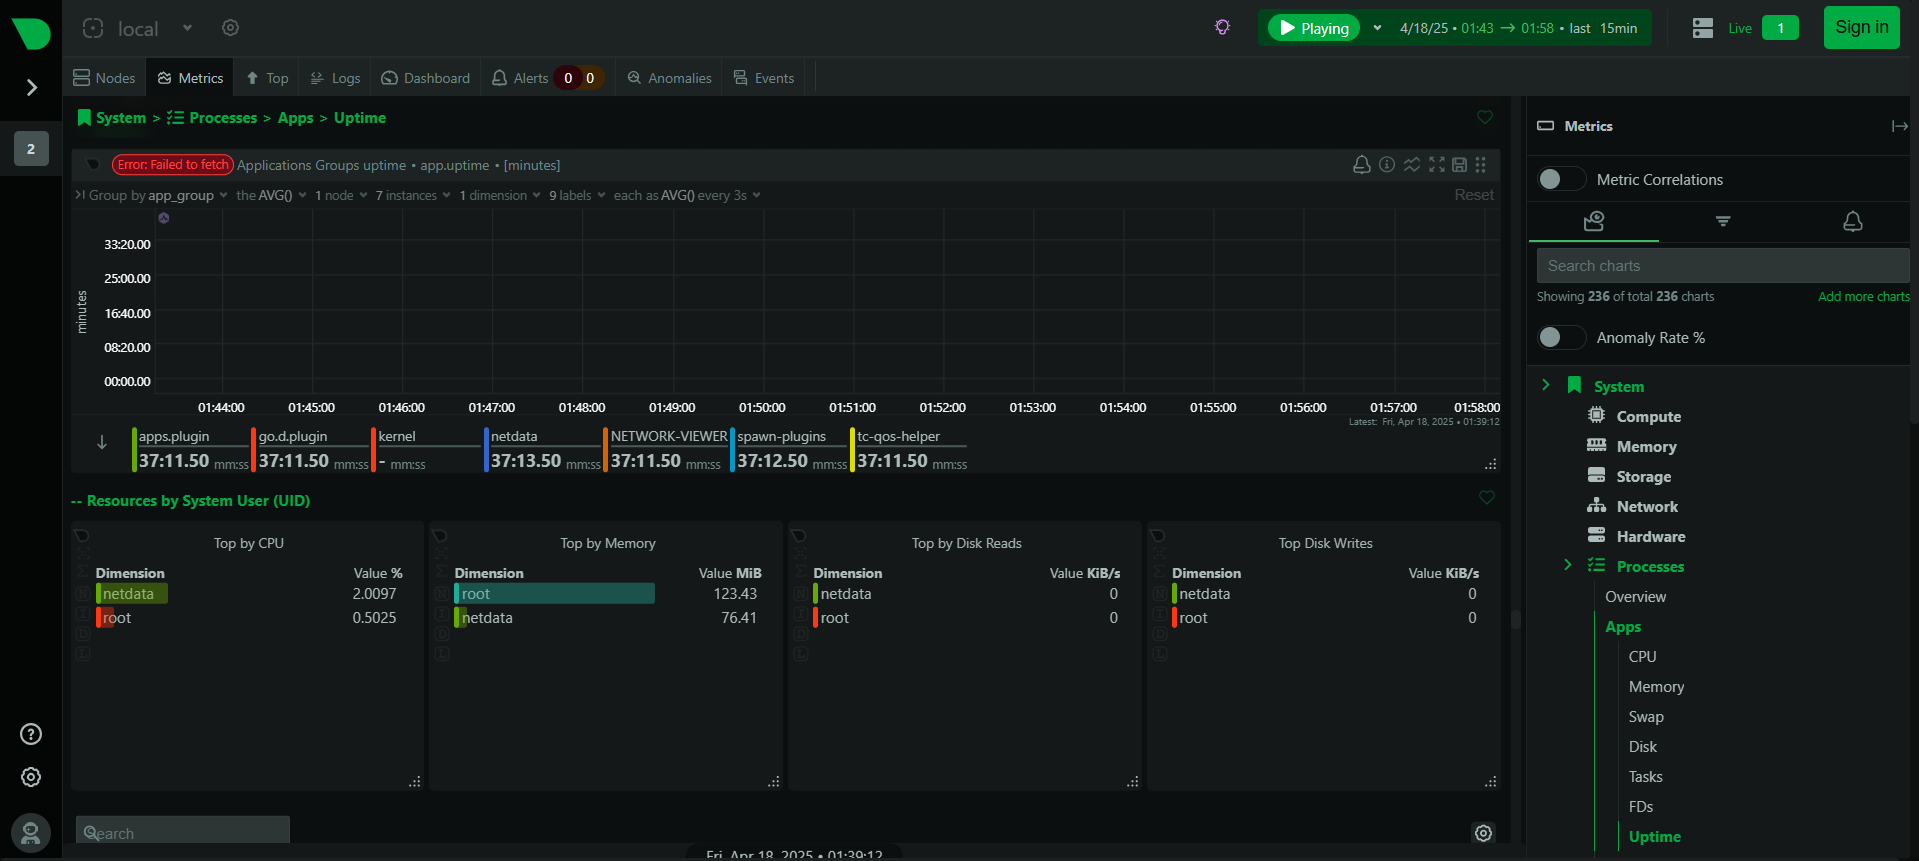 local
Playing 4/18/25 • 01:43 → 01:58 • last 15min
Live 1
Sign in
Nodes Metrics Top Logs Dashboard Alerts 0 0 Anomalies Events
2
System > Processes > Apps > Uptime
Error: Failed to fetch Applications Groups uptime • app.uptime • [minutes]
Group by app_group the AVG() 1 node 7 instances 1 dimension 9 labels each as AVG() every 3s Reset
minutes
33:20.00
25:00.00
16:40.00
08:20.00
00:00.00
01:44:00 01:45:00 01:46:00 01:47:00 01:48:00 01:49:00 01:50:00 01:51:00 01:52:00 01:53:00 01:54:00 01:55:00 01:56:00 01:57:00 01:58:00
Latest: Fri, Apr 18, 2025 • 01:39:12
apps.plugin go.d.plugin kernel netdata NETWORK-VIEWER spawn-plugins tc-qos-helper
37:11.50 mm:ss 37:11.50 mm:ss - mm:ss 37:13.50 mm:ss 37:11.50 mm:ss 37:12.50 mm:ss 37:11.50 mm:ss
-- Resources by System User (UID)
Top by CPU
Dimension Value %
netdata 2.0097
root 0.5025
Top by Memory
Dimension Value MiB
root 123.43
netdata 76.41
Top by Disk Reads
Dimension Value KiB/s
netdata 0
root 0
Top Disk Writes
Dimension Value KiB/s
netdata 0
root 0
Search
Fri, Apr 18, 2025 • 01:39:12
Metrics
Metric Correlations
Search charts
Showing 236 of total 236 charts Add more charts
Anomaly Rate %
System
Compute
Memory
Storage
Network
Hardware
Processes
Overview
Apps
CPU
Memory
Swap
Disk
Tasks
FDs
Uptime